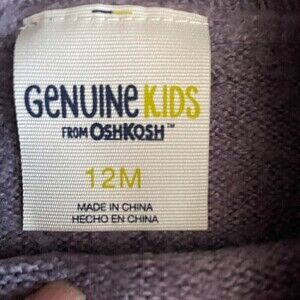 GENUINE KIDS
FROM OSHKOSH™
12M
MADE IN CHINA
HECHO EN CHINA